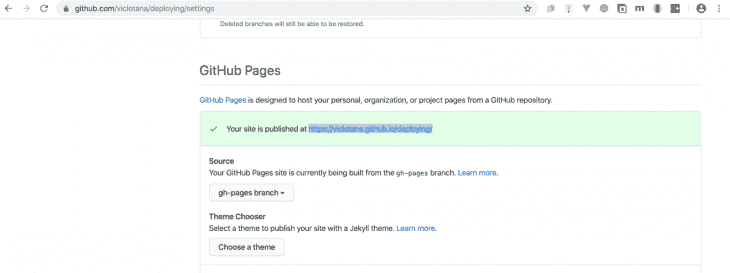 github.com/viclotana/deploying/settings
Deleted branches will still be able to be restored.
GitHub Pages
GitHub Pages is designed to host your personal, organization, or project pages from a GitHub repository.
Your site is published at https://viclotana.github.io/deploying/
Source
Your GitHub Pages site is currently being built from the gh-pages branch. Learn more.
gh-pages branch
Theme Chooser
Select a theme to publish your site with a Jekyll theme. Learn more.
Choose a theme